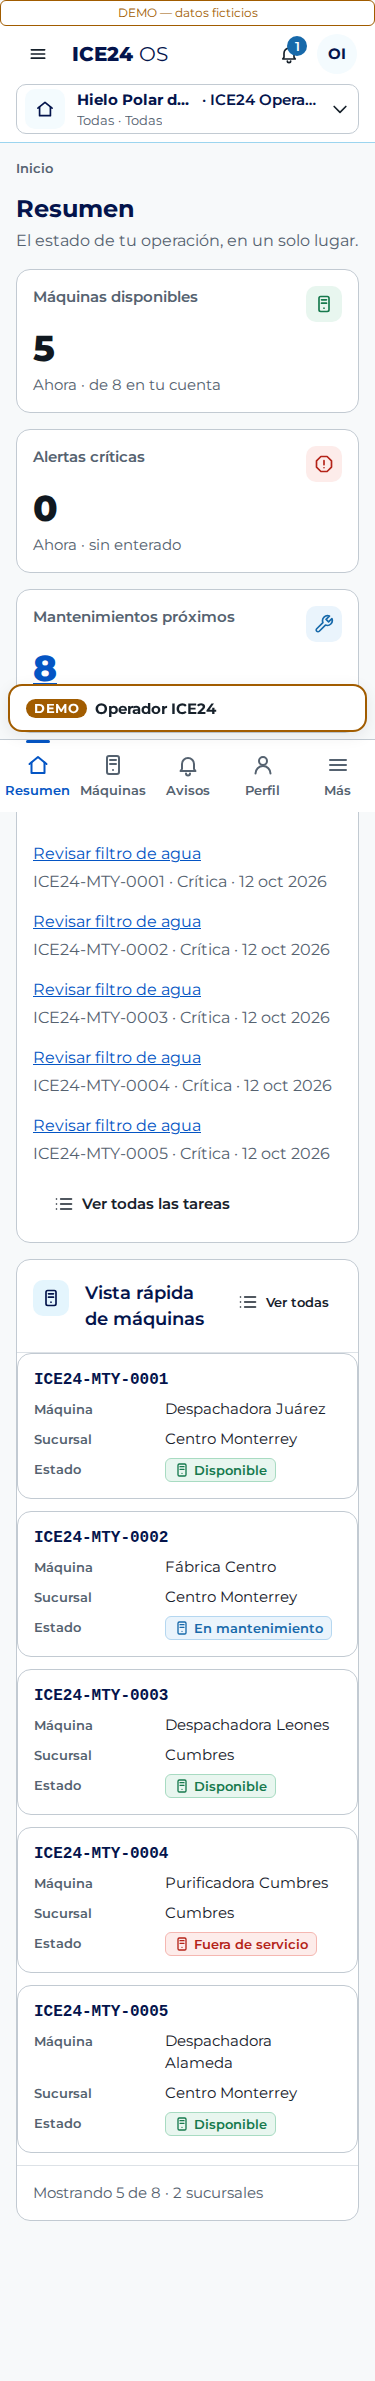 DEMO — datos ficticios
ICE24 OS
1
OI
Hielo Polar d... · ICE24 Opera...
Todas · Todas
Inicio
Resumen
El estado de tu operación, en un solo lugar.
Máquinas disponibles
5
Ahora · de 8 en tu cuenta
Alertas críticas
0
Ahora · sin enterado
Mantenimientos próximos
8
DEMO Operador ICE24
Resumen Máquinas Avisos Perfil Más
Revisar filtro de agua
ICE24-MTY-0001 · Crítica · 12 oct 2026
Revisar filtro de agua
ICE24-MTY-0002 · Crítica · 12 oct 2026
Revisar filtro de agua
ICE24-MTY-0003 · Crítica · 12 oct 2026
Revisar filtro de agua
ICE24-MTY-0004 · Crítica · 12 oct 2026
Revisar filtro de agua
ICE24-MTY-0005 · Crítica · 12 oct 2026
Ver todas las tareas
Vista rápida
de máquinas
Ver todas
ICE24-MTY-0001
Máquina Despachadora Juárez
Sucursal Centro Monterrey
Estado Disponible
ICE24-MTY-0002
Máquina Fábrica Centro
Sucursal Centro Monterrey
Estado En mantenimiento
ICE24-MTY-0003
Máquina Despachadora Leones
Sucursal Cumbres
Estado Disponible
ICE24-MTY-0004
Máquina Purificadora Cumbres
Sucursal Cumbres
Estado Fuera de servicio
ICE24-MTY-0005
Máquina Despachadora
Alameda
Sucursal Centro Monterrey
Estado Disponible
Mostrando 5 de 8 · 2 sucursales